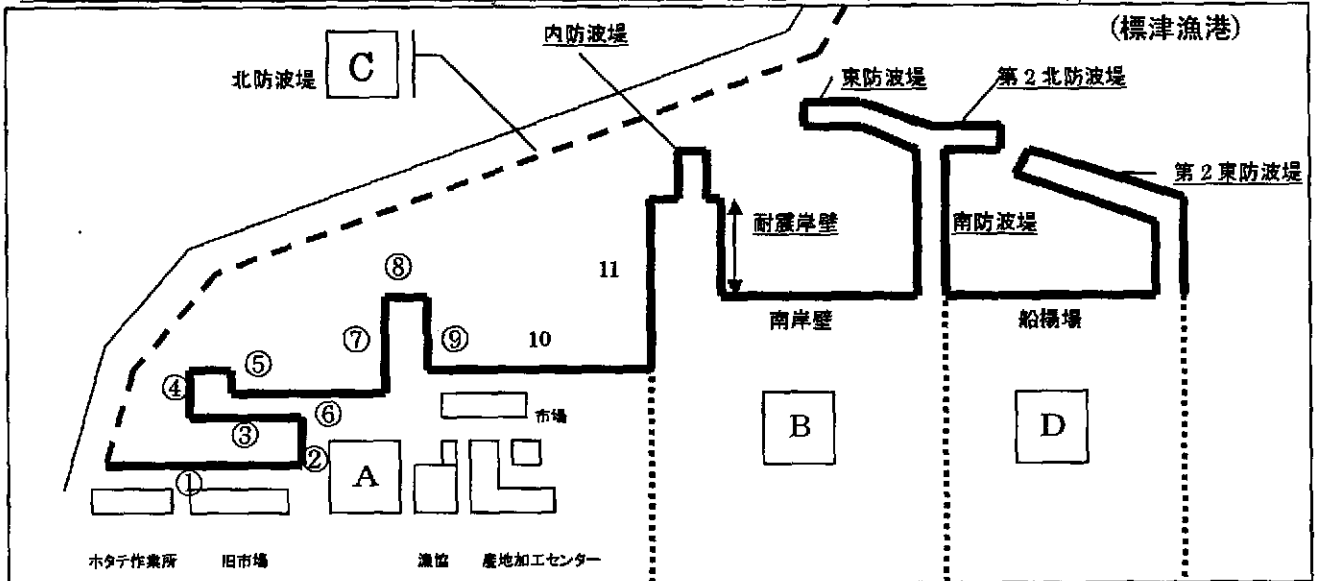 (標津漁港)
内防波堤
北防波堤
C
東防波堤
第2北防波堤
第2東防波堤
耐震岸壁
南防波堤
⑧
11
南岸壁
船揚場
⑦
⑨
10
⑤
④
⑥
市場
③
B
D
②
A
①
ホタテ作業所
旧市場
漁協
産地加工センター